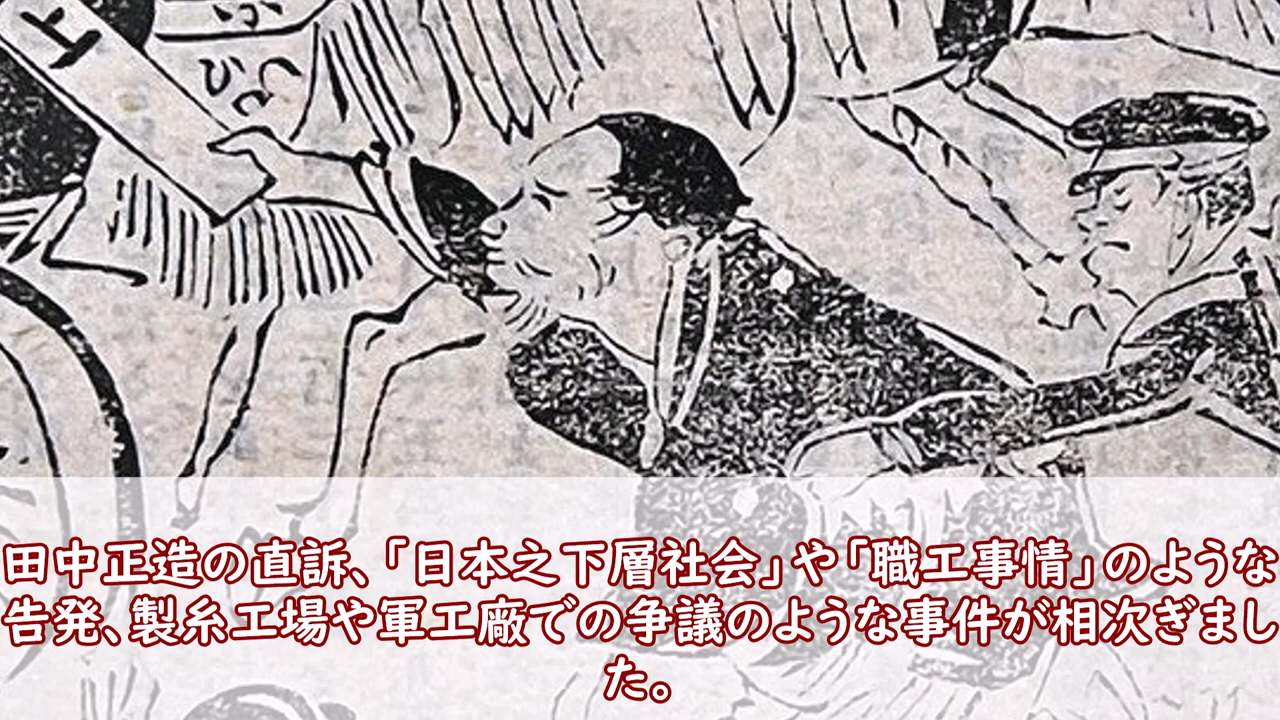 田中正造の直訴、「日本之下層社会」や「職工事情」のような
告発、製糸工場や軍工廠での争議のような事件が相次ぎまし
た。